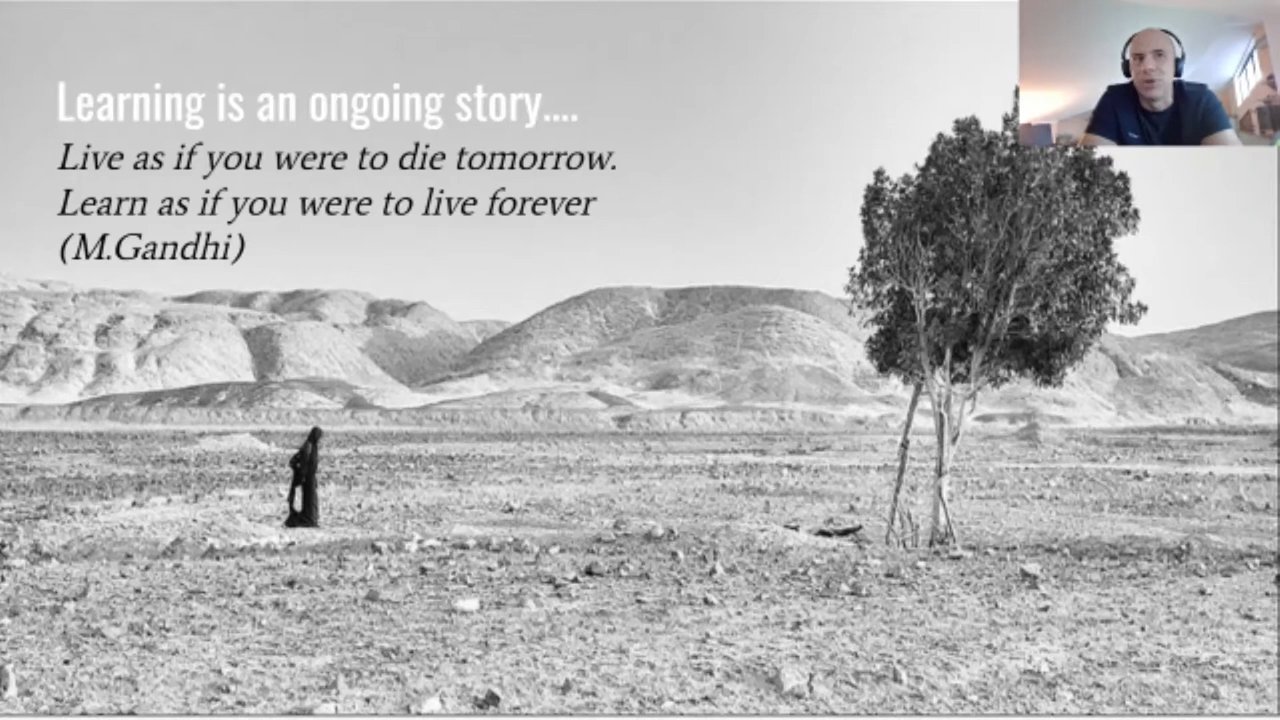 Learning is an ongoing story....
Live as if you were to die tomorrow.
Learn as if you were to live forever
(M.Gandhi)